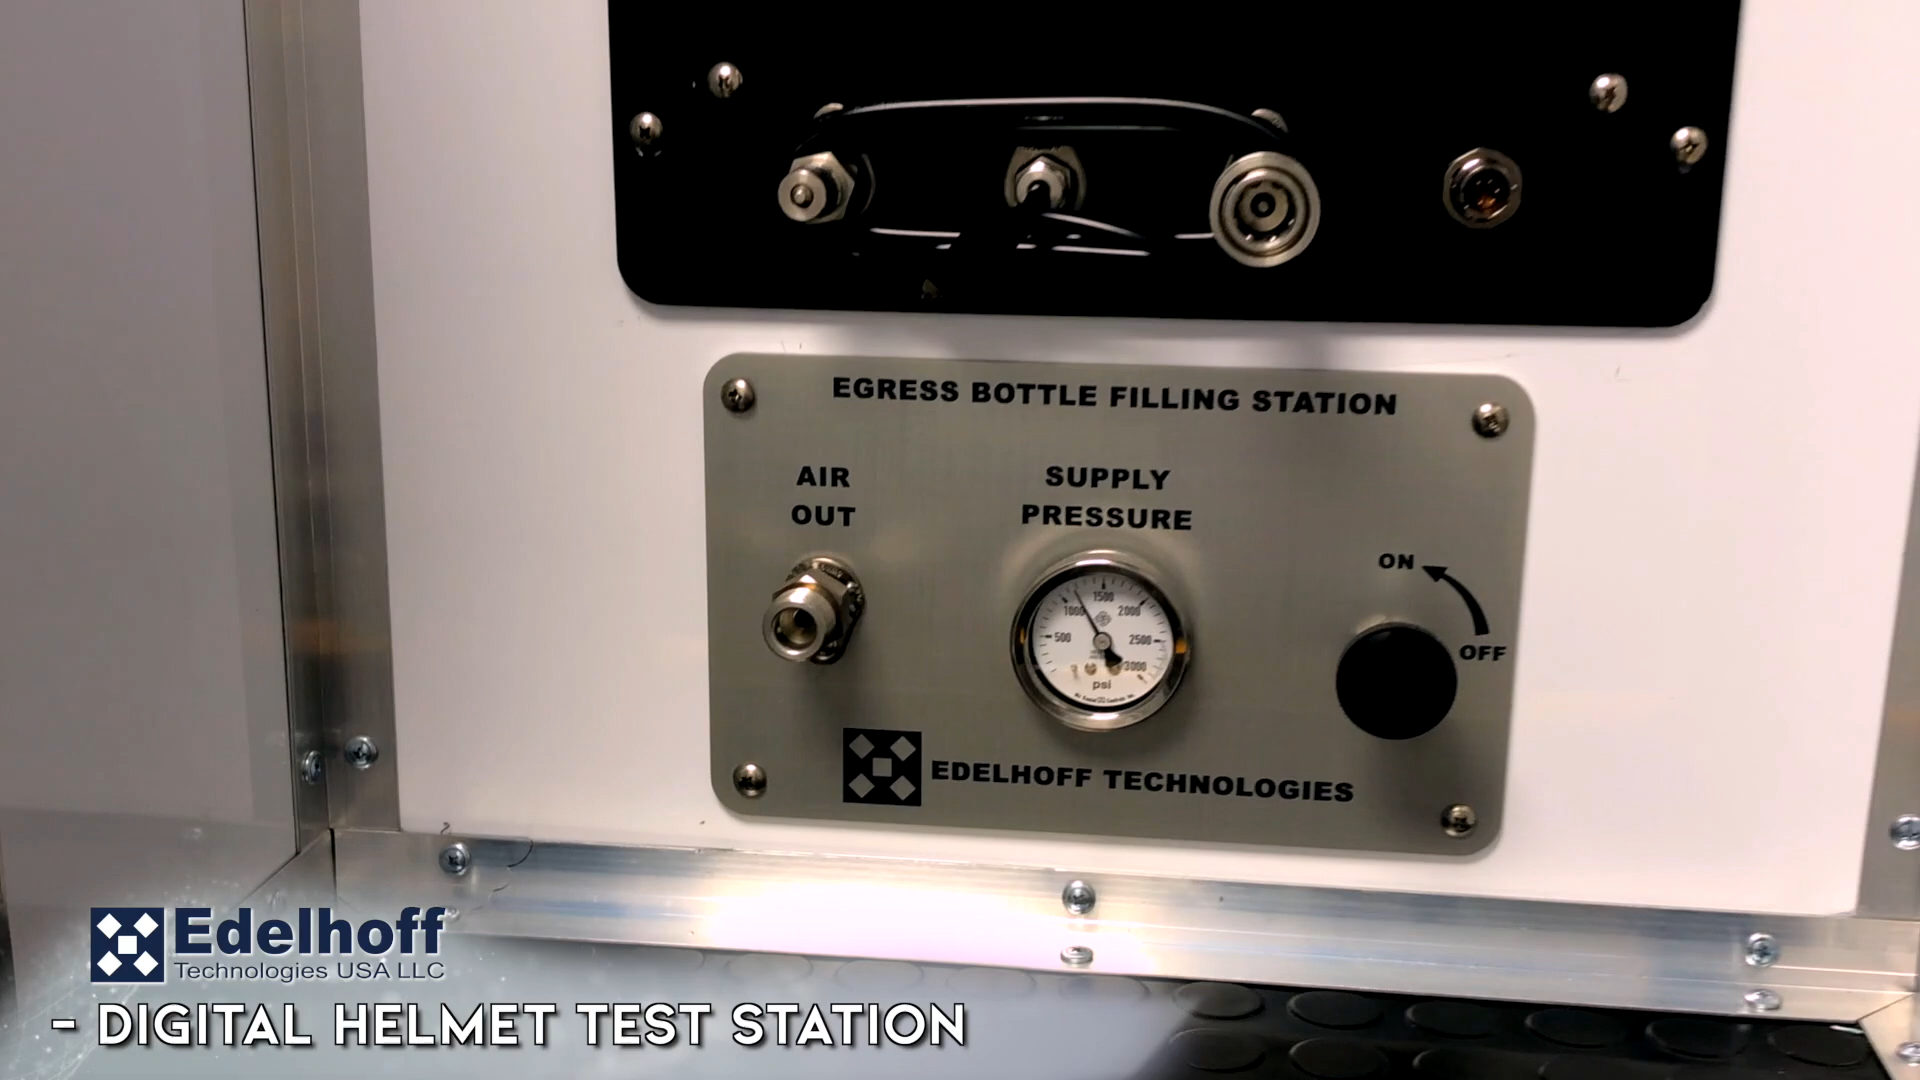 EGRESS BOTTLE FILLING STATION
AIR
OUT
SUPPLY
PRESSURE
ON
OFF
500
1000
1500
2000
2500
3000
psi
EDELHOFF TECHNOLOGIES
Edelhoff
Technologies USA LLC
- DIGITAL HELMET TEST STATION